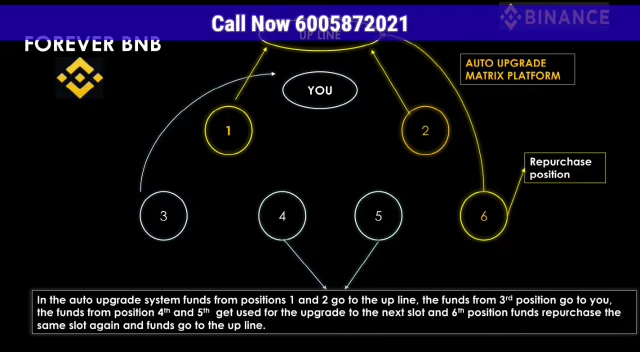 Call Now 6005872021
BINANCE
FOREVER BNB
UP LINE
AUTO UPGRADE
MATRIX PLATFORM
YOU
1
2
Repurchase
position
3
4
5
6
In the auto upgrade system funds from positions 1 and 2 go to the up line, the funds from 3rd position go to you,
the funds from position 4th and 5th get used for the upgrade to the next slot and 6th position funds repurchase the
same slot again and funds go to the up line.